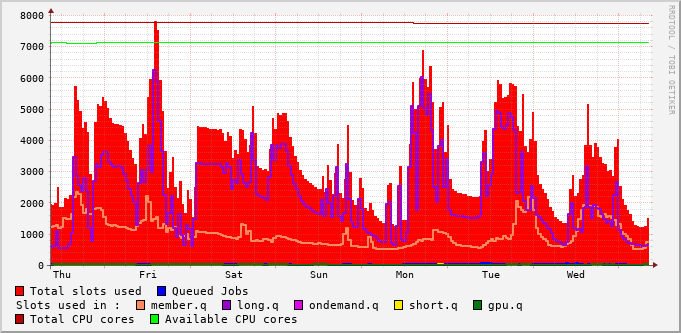 8000
7000
6000
5000
4000
3000
2000
1000
0
Thu Fri Sat Sun Mon Tue Wed
RRDTOOL / TOBI OETIKER
Total slots used Queued Jobs
Slots used in : member.q long.q ondemand.q short.q gpu.q
Total CPU cores Available CPU cores